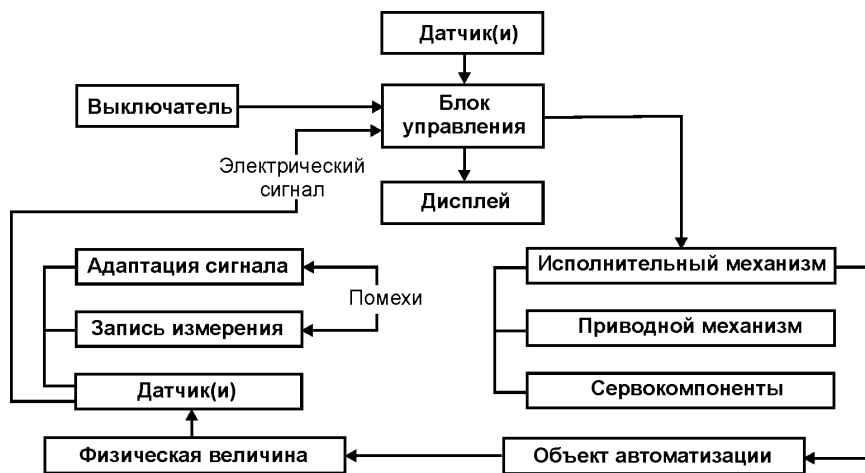 Датчик(и)
Выключатель
Блок
управления
Электрический
сигнал
Дисплей
Адаптация сигнала
Исполнительный механизм
Помехи
Запись измерения
Приводной механизм
Датчик(и)
Сервокомпоненты
Физическая величина
Объект автоматизации